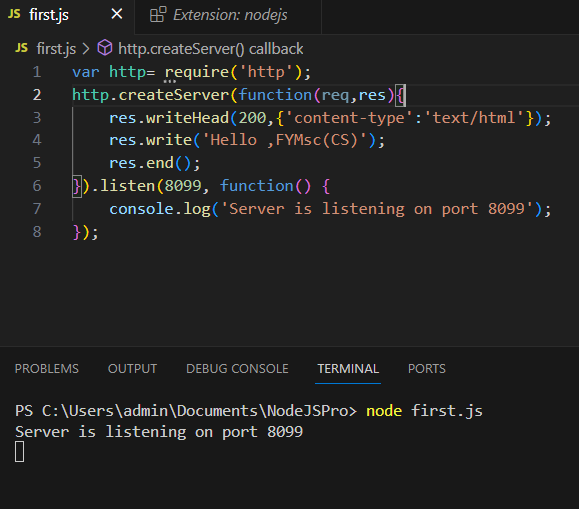 JS first.js × Extension: nodejs
JS first.js > http.createServer() callback
1 var http= require('http');
2 http.createServer(function(req,res){
3 res.writeHead(200,{'content-type':'text/html'});
4 res.write('Hello ,FYMsc(CS)');
5 res.end();
6 }).listen(8099, function() {
7 console.log('Server is listening on port 8099');
8 });
PROBLEMS OUTPUT DEBUG CONSOLE TERMINAL PORTS
PS C:\Users\admin\Documents\NodeJSPro> node first.js
Server is listening on port 8099